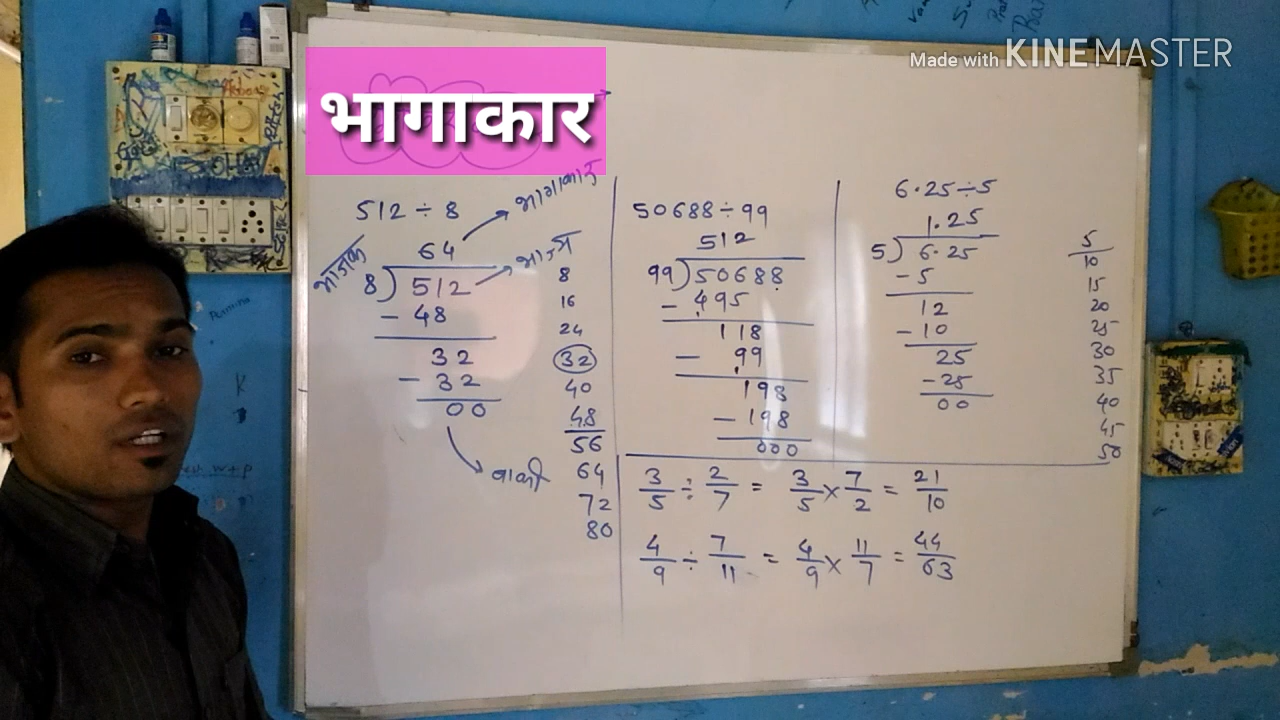 Made with KINEMASTER
भागाकार
512 ÷ 8
भागाकार
64
भाजक
भाज्य
8 ) 512
- 48
32
- 32
00
बाकी
8
16
24
32
40
48
56
64
72
80
50688 ÷ 99
512
99 ) 50688
- 495
118
- 99
198
- 198
000
6.25 ÷ 5
1.25
5 ) 6.25
- 5
12
- 10
25
- 25
00
5
10
15
20
25
30
35
40
45
50
3/5 ÷ 2/7 = 3/5 × 7/2 = 21/10
4/9 ÷ 7/11 = 4/9 × 11/7 = 44/63